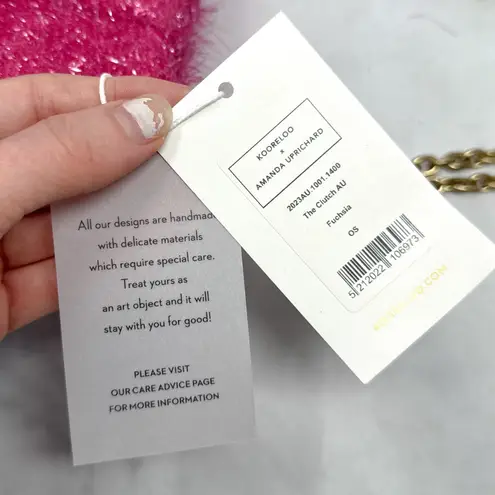 All our designs are handmade
with delicate materials
which require special care.
Treat yours as
an art object and it will
stay with you for good!
PLEASE VISIT
OUR CARE ADVICE PAGE
FOR MORE INFORMATION
KOORELOO
x
AMANDA UPRICHARD
2023AU.1001.1400
The Clutch AU
Fuchsia
OS
5 212022 106973